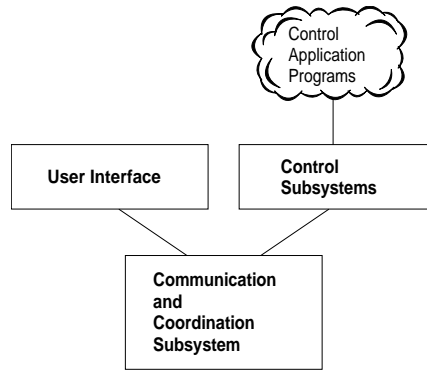 Control
Application
Programs
User Interface
Control
Subsystems
Communication
and
Coordination
Subsystem